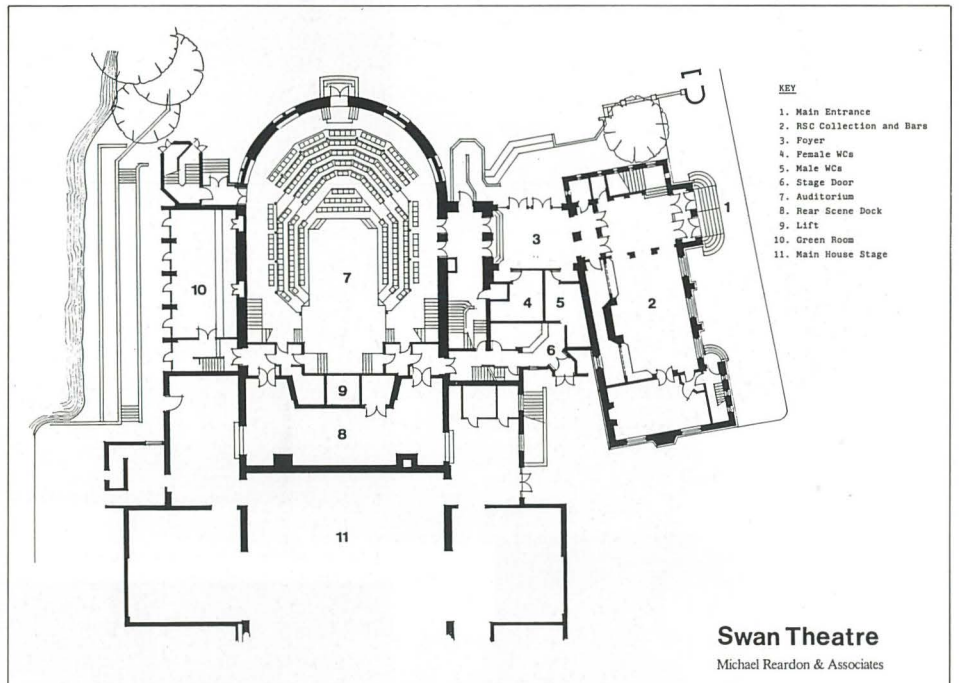 KEY
1. Main Entrance
2. RSC Collection and Bars
3. Foyer
4. Female WCs
5. Male WCs
6. Stage Door
7. Auditorium
8. Rear Scene Dock
9. Lift
10. Green Room
11. Main House Stage
1
3
2
10
7
4
5
6
9
8
11
Swan Theatre
Michael Reardon & Associates